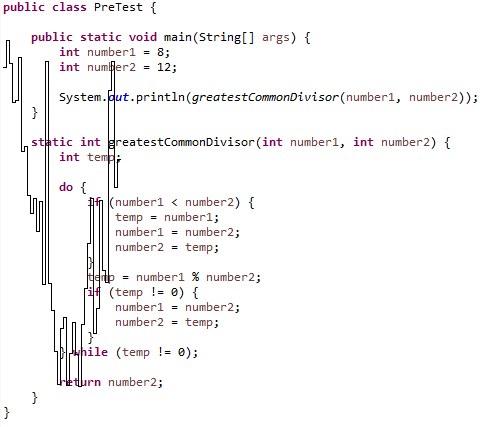 public class PreTest {
public static void main(String[] args) {
int number1 = 8;
int number2 = 12;
System.out.println(greatestCommonDivisor(number1, number2));
}
static int greatestCommonDivisor(int number1, int number2) {
int temp;
do {
if (number1 < number2) {
temp = number1;
number1 = number2;
number2 = temp;
}
temp = number1 % number2;
if (temp != 0) {
number1 = number2;
number2 = temp;
}
} while (temp != 0);
return number2;
}
}